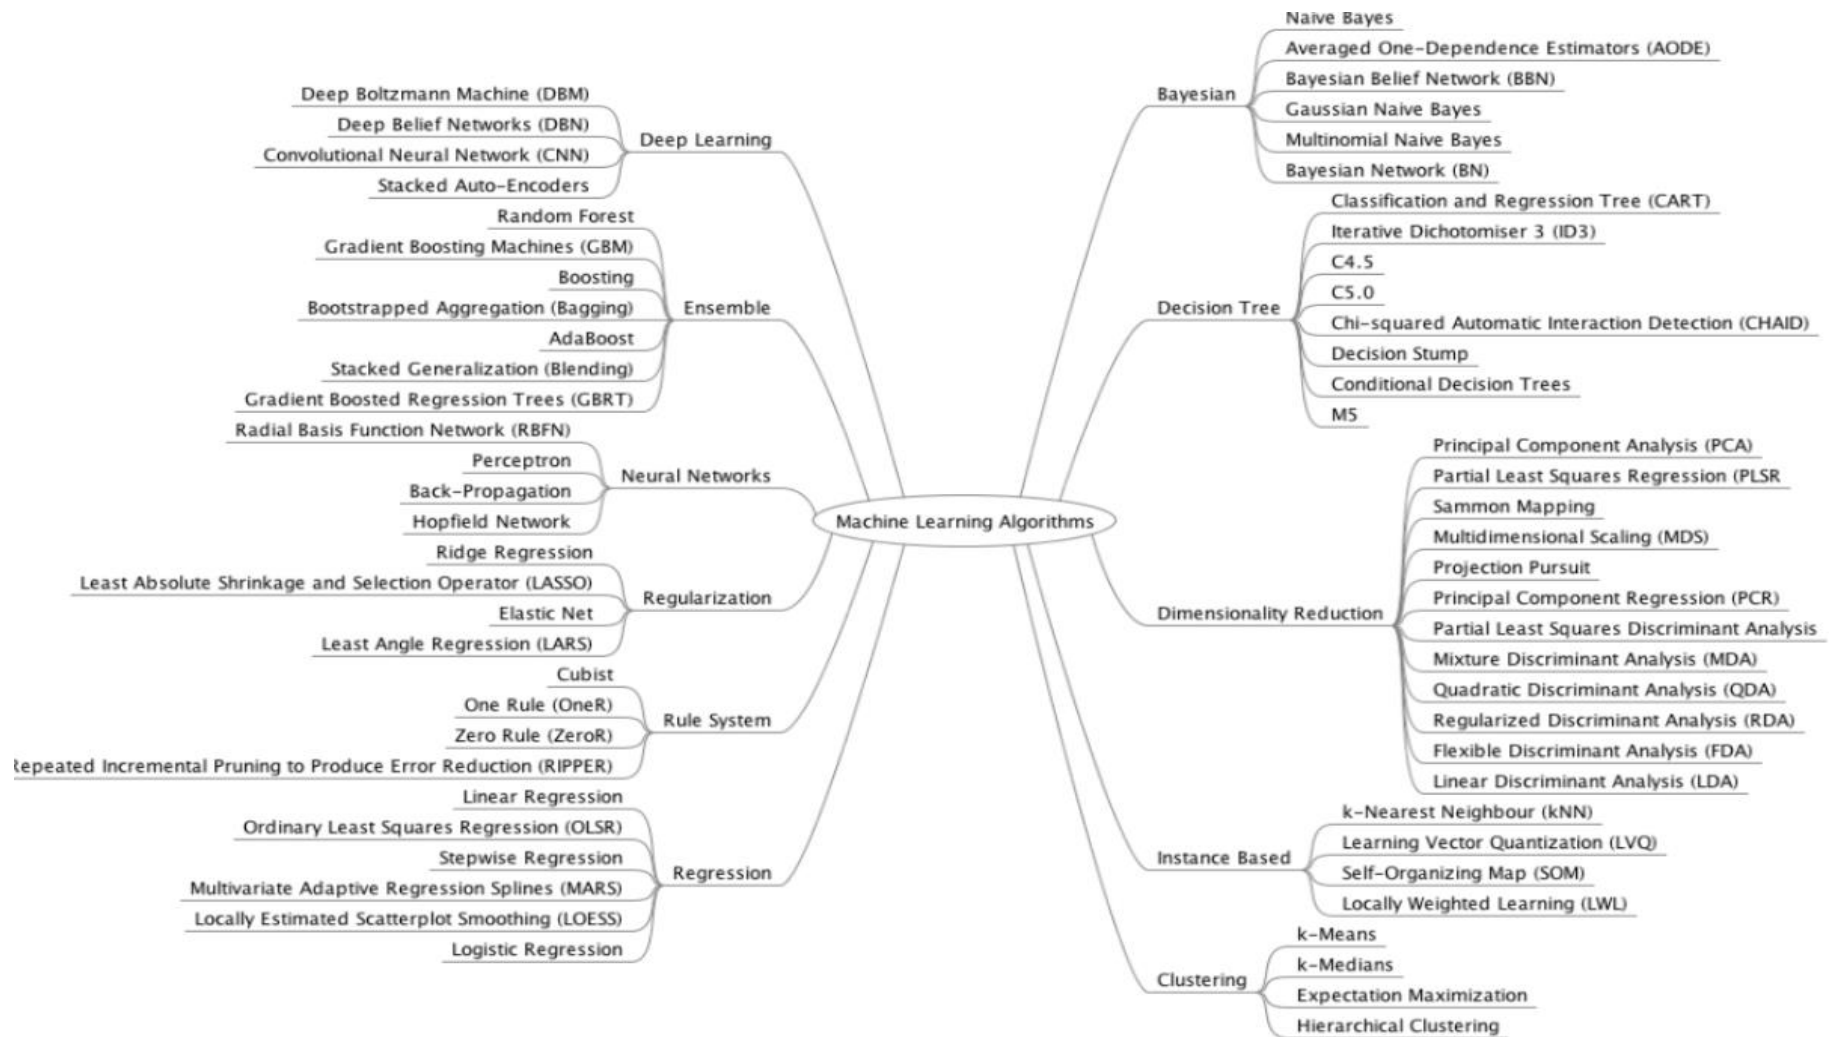 Deep Boltzmann Machine (DBM)
Deep Belief Networks (DBN)
Convolutional Neural Network (CNN)
Stacked Auto-Encoders
Deep Learning
Random Forest
Gradient Boosting Machines (GBM)
Boosting
Bootstrapped Aggregation (Bagging)
AdaBoost
Stacked Generalization (Blending)
Gradient Boosted Regression Trees (GBRT)
Ensemble
Radial Basis Function Network (RBFN)
Perceptron
Back-Propagation
Hopfield Network
Neural Networks
Ridge Regression
Least Absolute Shrinkage and Selection Operator (LASSO)
Elastic Net
Least Angle Regression (LARS)
Regularization
Cubist
One Rule (OneR)
Zero Rule (ZeroR)
Repeated Incremental Pruning to Produce Error Reduction (RIPPER)
Rule System
Linear Regression
Ordinary Least Squares Regression (OLSR)
Stepwise Regression
Multivariate Adaptive Regression Splines (MARS)
Locally Estimated Scatterplot Smoothing (LOESS)
Logistic Regression
Regression
Machine Learning Algorithms
Bayesian
Naive Bayes
Averaged One-Dependence Estimators (AODE)
Bayesian Belief Network (BBN)
Gaussian Naive Bayes
Multinomial Naive Bayes
Bayesian Network (BN)
Decision Tree
Classification and Regression Tree (CART)
Iterative Dichotomiser 3 (ID3)
C4.5
C5.0
Chi-squared Automatic Interaction Detection (CHAID)
Decision Stump
Conditional Decision Trees
M5
Dimensionality Reduction
Principal Component Analysis (PCA)
Partial Least Squares Regression (PLSR
Sammon Mapping
Multidimensional Scaling (MDS)
Projection Pursuit
Principal Component Regression (PCR)
Partial Least Squares Discriminant Analysis
Mixture Discriminant Analysis (MDA)
Quadratic Discriminant Analysis (QDA)
Regularized Discriminant Analysis (RDA)
Flexible Discriminant Analysis (FDA)
Linear Discriminant Analysis (LDA)
Instance Based
k-Nearest Neighbour (kNN)
Learning Vector Quantization (LVQ)
Self-Organizing Map (SOM)
Locally Weighted Learning (LWL)
Clustering
k-Means
k-Medians
Expectation Maximization
Hierarchical Clustering